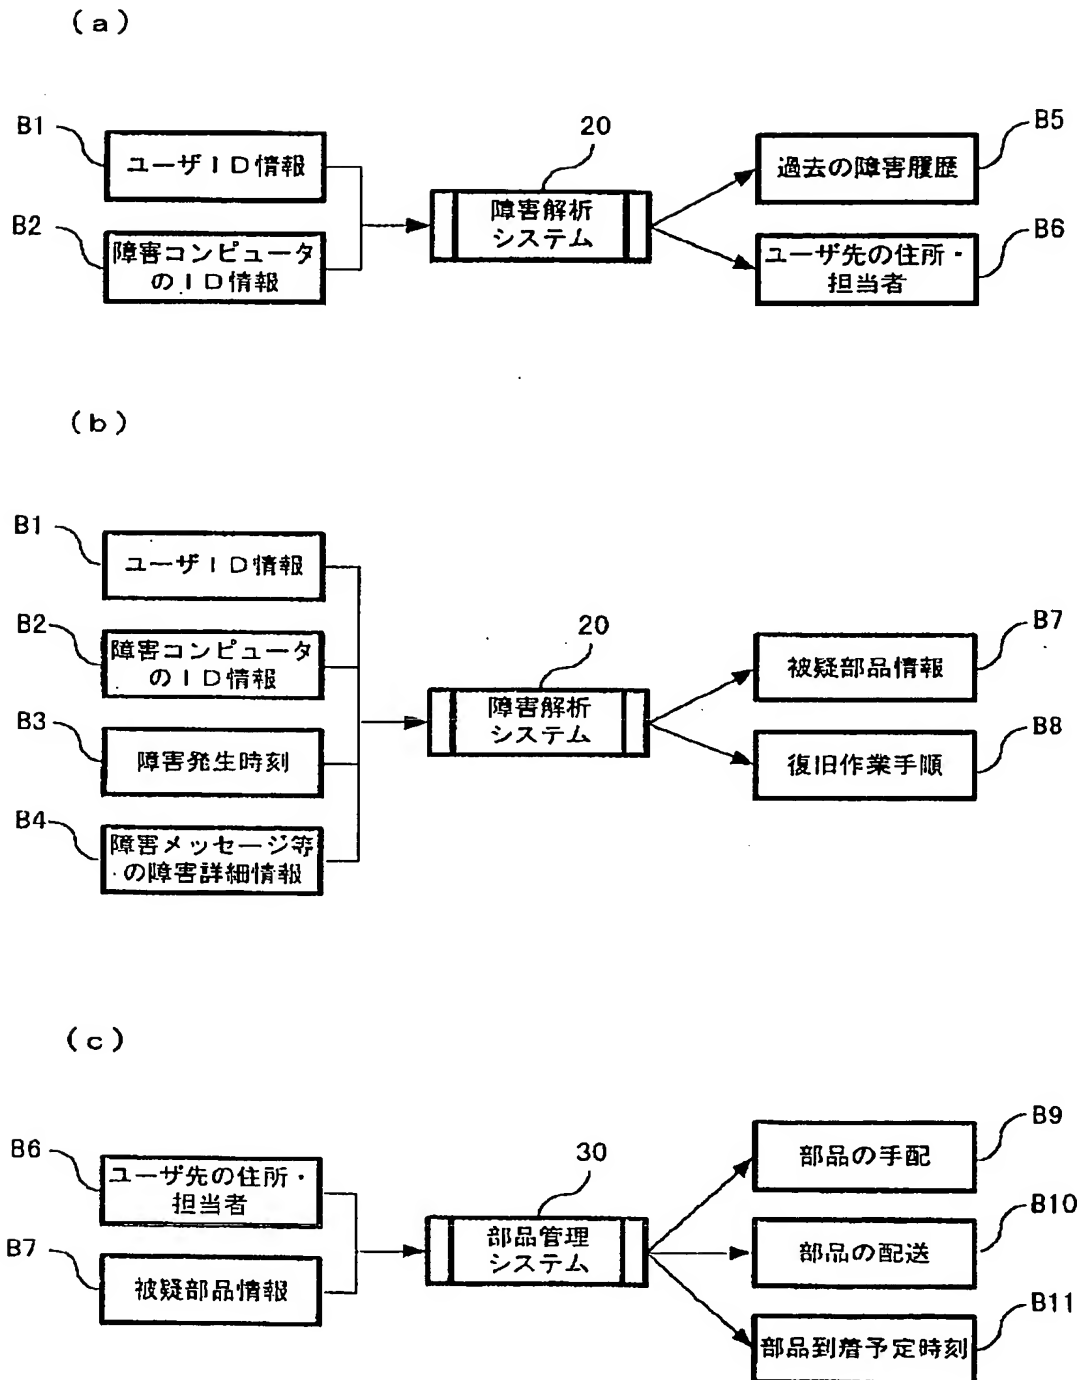 (a)
B1
ユーザID情報
B2
障害コンピュータ
のID情報
20
障害解析
システム
B5
過去の障害履歴
B6
ユーザ先の住所・
担当者
(b)
B1
ユーザID情報
B2
障害コンピュータ
のID情報
B3
障害発生時刻
B4
障害メッセージ等
の障害詳細情報
20
障害解析
システム
B7
被疑部品情報
B8
復旧作業手順
(c)
B6
ユーザ先の住所・
担当者
B7
被疑部品情報
30
部品管理
システム
B9
部品の手配
B10
部品の配送
B11
部品到着予定時刻